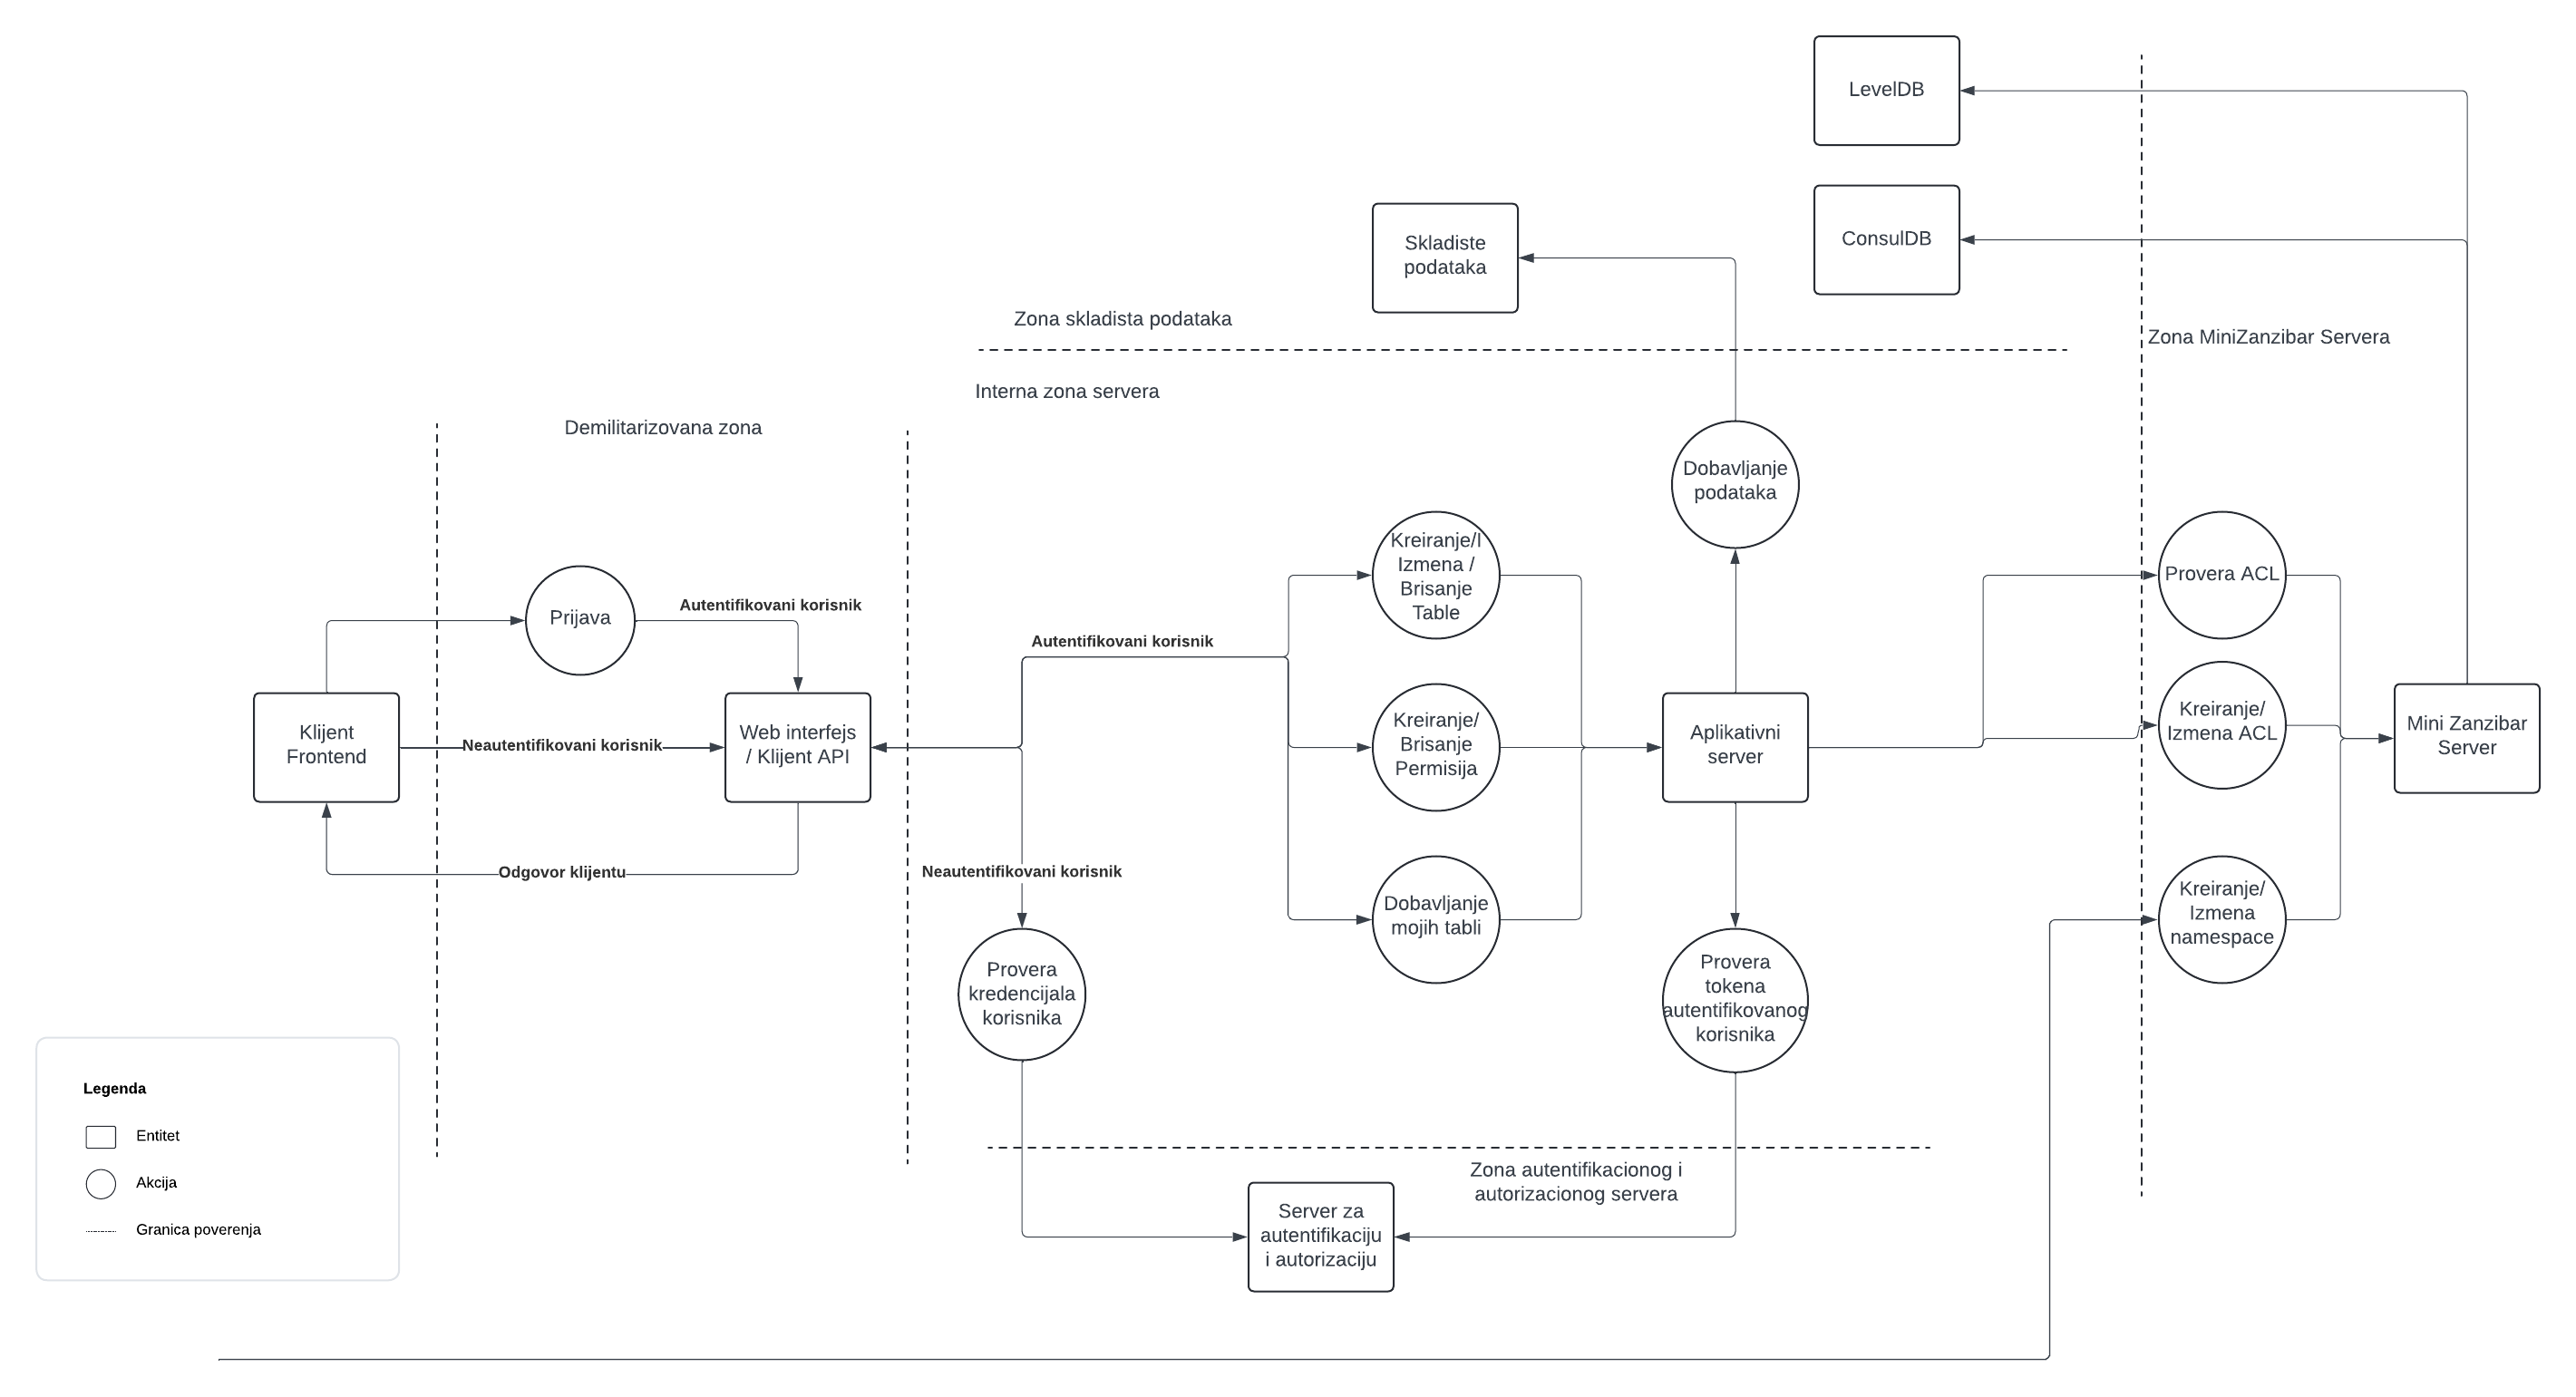 LevelDB
ConsulDB
Skladiste
podataka
Zona skladista podataka
Zona MiniZanzibar Servera
Interna zona servera
Demilitarizovana zona
Dobavljanje
podataka
Kreiranje/I
Izmena /
Brisanje
Table
Provera ACL
Prijava
Autentifikovani korisnik
Autentifikovani korisnik
Klijent
Frontend
Neautentifikovani korisnik
Web interfejs
/ Klijent API
Kreiranje/
Brisanje
Permisija
Aplikativni
server
Kreiranje/
Izmena ACL
Mini Zanzibar
Server
Odgovor klijentu
Neautentifikovani korisnik
Dobavljanje
mojih tabli
Kreiranje/
Izmena
namespace
Provera
kredencijala
korisnika
Provera
tokena
autentifikovanog
korisnika
Legenda
Entitet
Akcija
Granica poverenja
Zona autentifikacionog i
autorizacionog servera
Server za
autentifikaciju
i autorizaciju